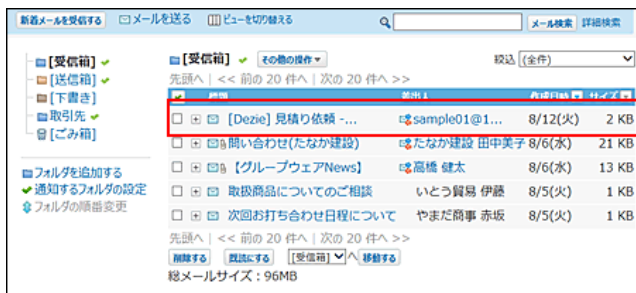 新着メールを受信する メールを送る ビューを切り替える メール検索 詳細検索
[受信箱]
[送信箱]
[下書き]
取引先
[ごみ箱]
フォルダを追加する
通知するフォルダの設定
フォルダの順番変更
[受信箱] その他の操作 絞込 (全件)
先頭へ | << 前の 20 件へ | 次の 20 件へ >>
標題 差出人 作成日時 サイズ
[Dezie] 見積り依頼 -... sample01@1... 8/12(火) 2 KB
問い合わせ(たなか建設) たなか建設 田中美子 8/6(水) 21 KB
【グループウェアNews】 高橋 健太 8/6(水) 13 KB
取扱商品についてのご相談 いとう貿易 伊藤 8/5(火) 1 KB
次回お打ち合わせ日程について やまだ商事 赤坂 8/5(火) 1 KB
先頭へ | << 前の 20 件へ | 次の 20 件へ >>
削除する 既読にする [受信箱] へ 移動する
総メールサイズ：96MB